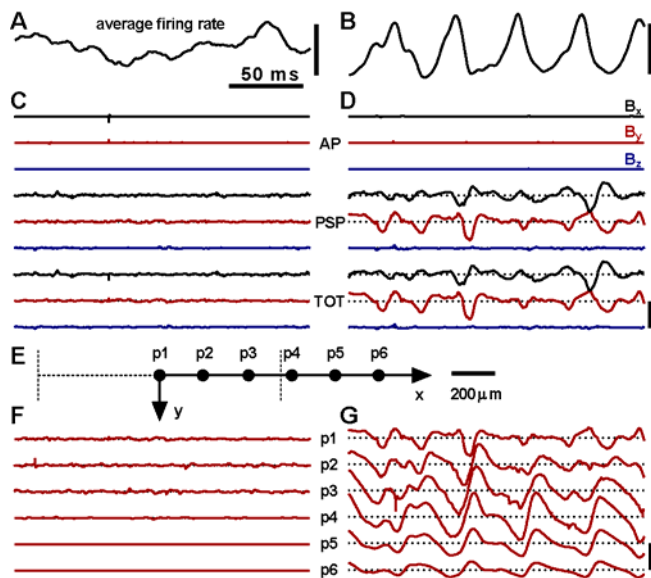 A
average firing rate
B
50 ms
C
D
Bx
AP
By
Bz
PSP
TOT
E
p1 p2 p3 p4 p5 p6
x
200μm
y
F
G
p1
p2
p3
p4
p5
p6